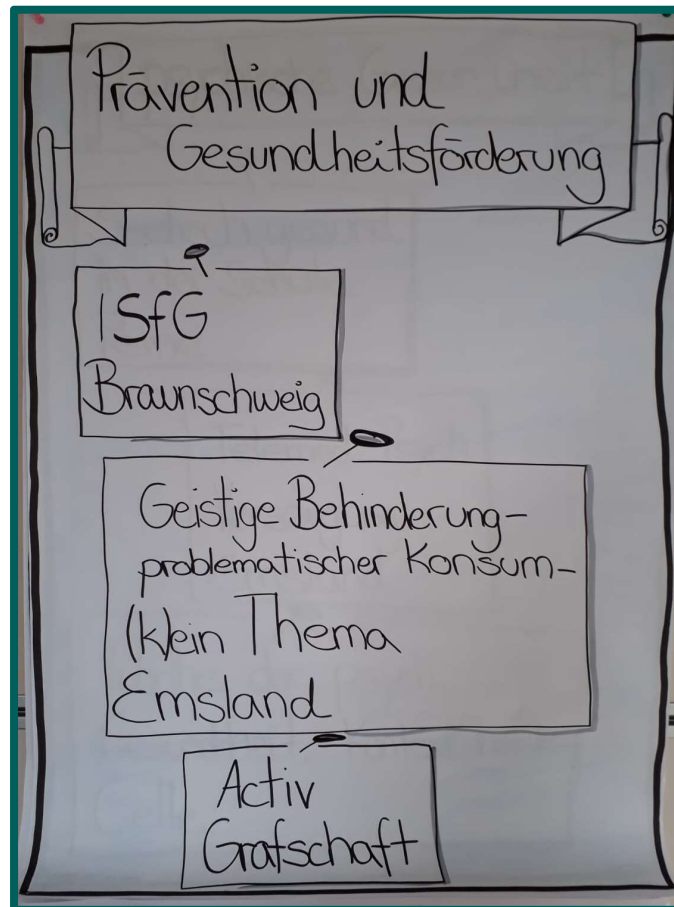 Prävention und
Gesundheitsförderung
ISfG
Braunschweig
Geistige Behinderung-
problematischer Konsum-
(k)ein Thema
Emsland
Activ
Grafschaft